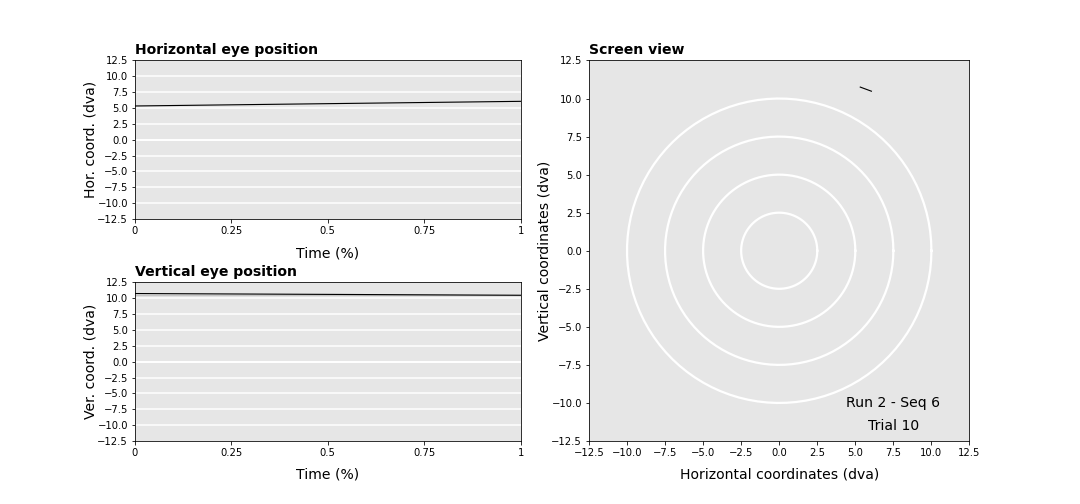 Horizontal eye position
12.5
10.0
7.5
5.0
2.5
0.0
−2.5
−5.0
−7.5
−10.0
−12.5
Hor. coord. (dva)
0 0.25 0.5 0.75 1
Time (%)
Vertical eye position
12.5
10.0
7.5
5.0
2.5
0.0
−2.5
−5.0
−7.5
−10.0
−12.5
Ver. coord. (dva)
0 0.25 0.5 0.75 1
Time (%)
Screen view
12.5
10.0
7.5
5.0
2.5
0.0
−2.5
−5.0
−7.5
−10.0
−12.5
Vertical coordinates (dva)
Run 2 - Seq 6
Trial 10
−12.5 −10.0 −7.5 −5.0 −2.5 0.0 2.5 5.0 7.5 10.0 12.5
Horizontal coordinates (dva)